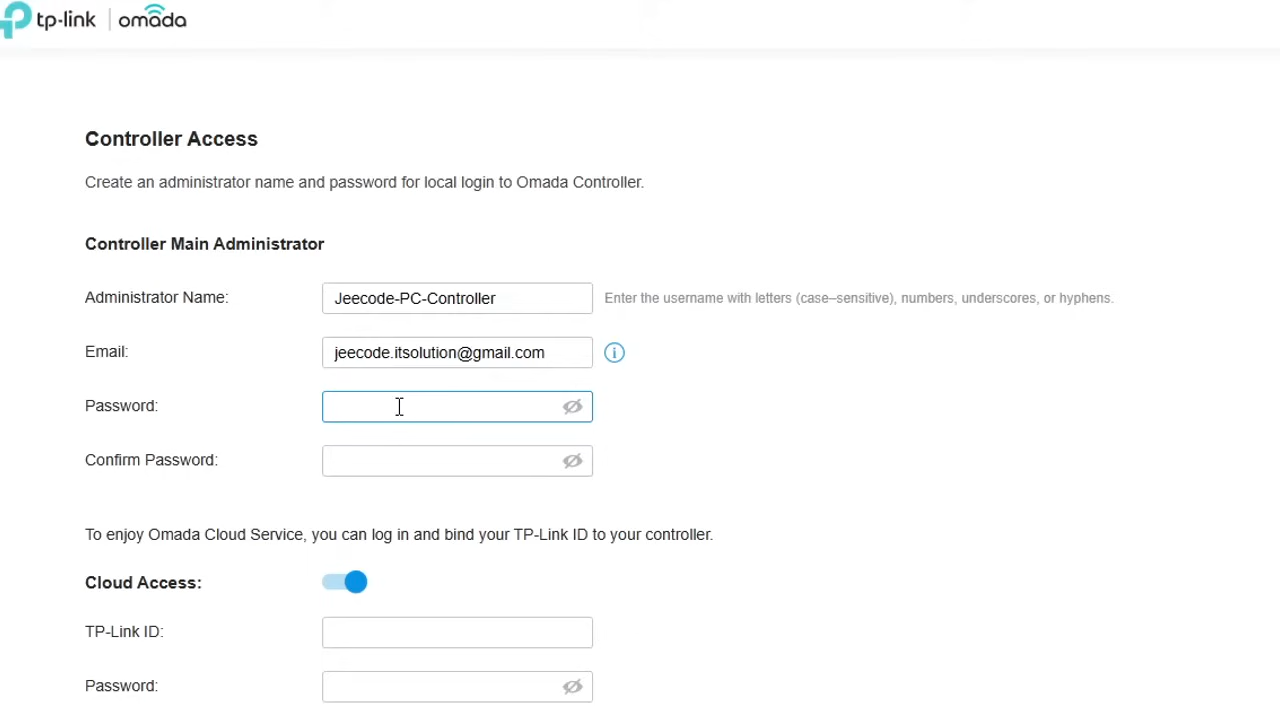 tp-link | omada
Controller Access
Create an administrator name and password for local login to Omada Controller.
Controller Main Administrator
Administrator Name: Jeecode-PC-Controller Enter the username with letters (case–sensitive), numbers, underscores, or hyphens.
Email: jeecode.itsolution@gmail.com
Password:
Confirm Password:
To enjoy Omada Cloud Service, you can log in and bind your TP-Link ID to your controller.
Cloud Access:
TP-Link ID:
Password: